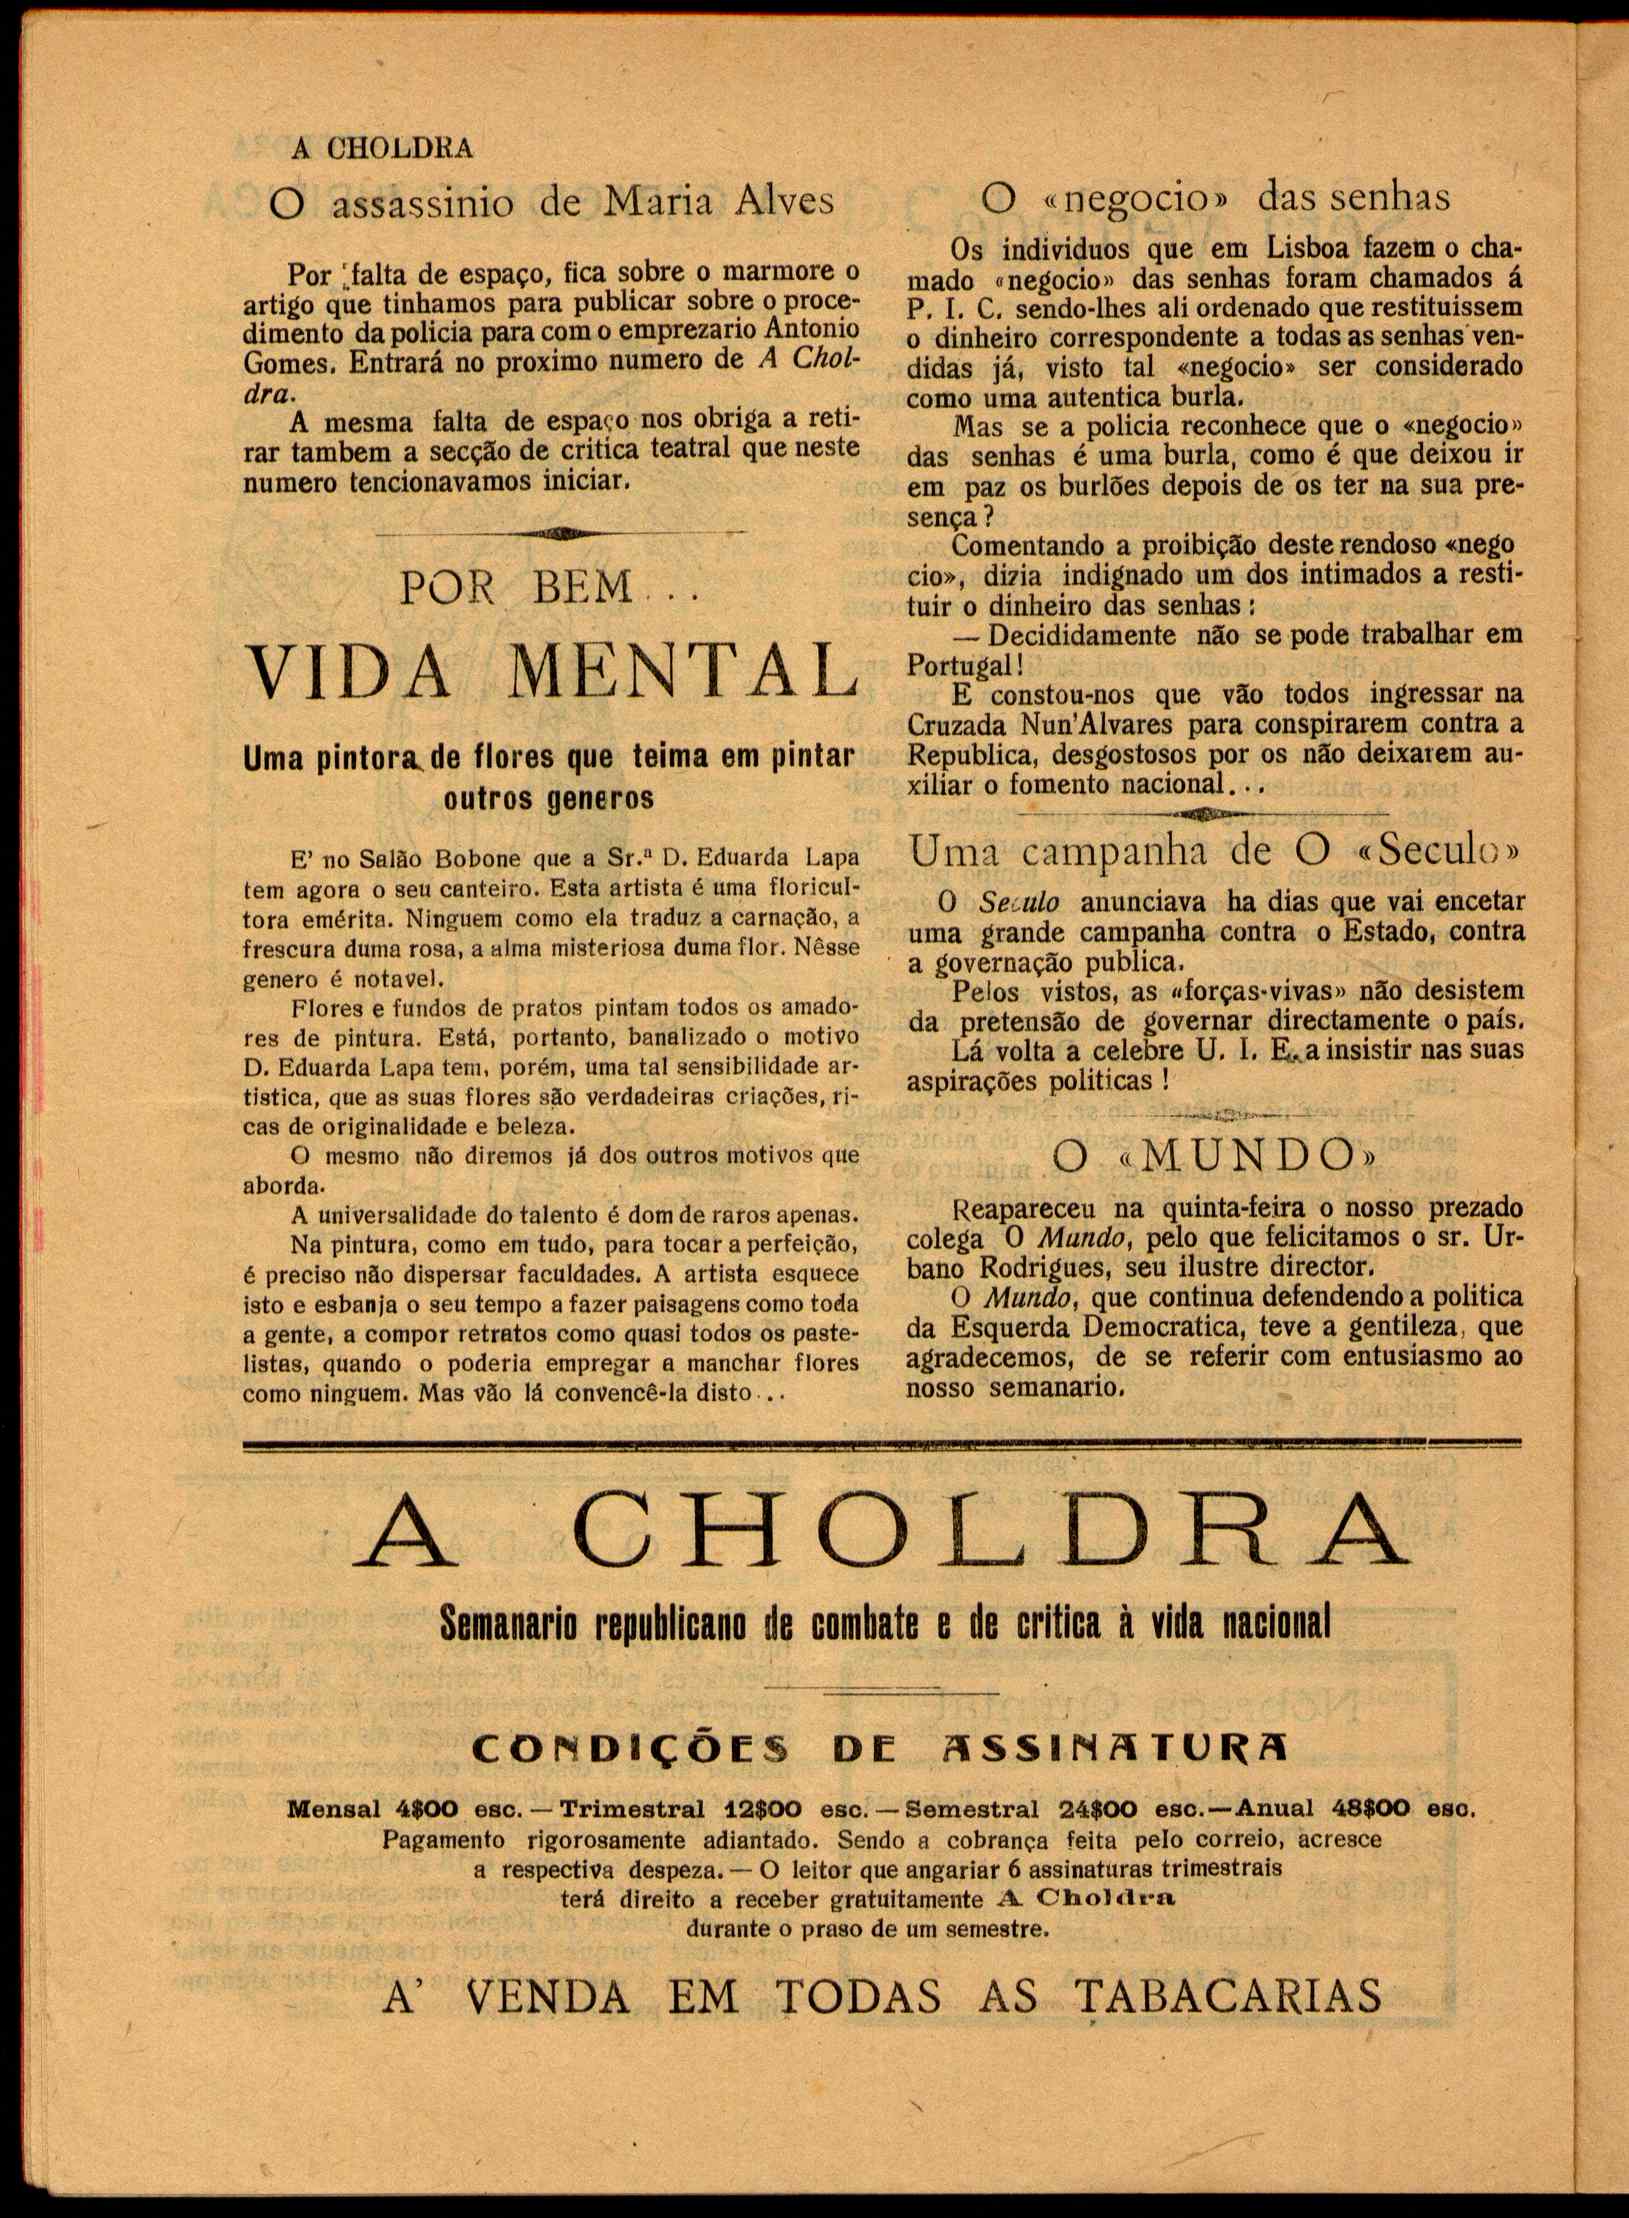 A CHOLDRA
O assassinio de Maria Alves
Por falta de espaço, fica sobre o marmore o
artigo que tinhamos para publicar sobre o proce-
dimento da policia para com o emprezario Antonio
Gomes. Entrará no proximo numero de A Chol-
dra.
A mesma falta de espaço nos obriga a reti-
rar tambem a secção de critica teatral que neste
numero tencionavamos iniciar.
POR BEM...
VIDA MENTAL
Uma pintora de flores que teima em pintar
outros generos
E' no Salão Bobone que a Sr.ª D. Eduarda Lapa
tem agora o seu canteiro. Esta artista é uma floricul-
tora emérita. Ninguem como ela traduz a carnação, a
frescura duma rosa, a alma misteriosa duma flor. Nêsse
genero é notavel.
Flores e fundos de pratos pintam todos os amado-
res de pintura. Está, portanto, banalizado o motivo
D. Eduarda Lapa tem, porém, uma tal sensibilidade ar-
tistica, que as suas flores são verdadeiras criações, ri-
cas de originalidade e beleza.
O mesmo não diremos já dos outros motivos que
aborda.
A universalidade do talento é dom de raros apenas.
Na pintura, como em tudo, para tocar a perfeição,
é preciso não dispersar faculdades. A artista esquece
isto e esbanja o seu tempo a fazer paisagens como toda
a gente, a compor retratos como quasi todos os paste-
listas, quando o poderia empregar a manchar flores
como ninguem. Mas vão lá convencê-la disto...
O «negocio» das senhas
Os individuos que em Lisboa fazem o cha-
mado «negocio» das senhas foram chamados á
P. I. C. sendo-lhes ali ordenado que restituissem
o dinheiro correspondente a todas as senhas ven-
didas já, visto tal «negocio» ser considerado
como uma autentica burla.
Mas se a policia reconhece que o «negocio»
das senhas é uma burla, como é que deixou ir
em paz os burlões depois de os ter na sua pre-
sença?
Comentando a proibição deste rendoso «nego
cio», dizia indignado um dos intimados a resti-
tuir o dinheiro das senhas:
— Decididamente não se pode trabalhar em
Portugal!
E constou-nos que vão todos ingressar na
Cruzada Nun'Alvares para conspirarem contra a
Republica, desgostosos por os não deixarem au-
xiliar o fomento nacional...
Uma campanha de O «Seculo»
O Seculo anunciava ha dias que vai encetar
uma grande campanha contra o Estado, contra
a governação publica.
Pelos vistos, as «forças-vivas» não desistem
da pretensão de governar directamente o país.
Lá volta a celebre U. I. E. a insistir nas suas
aspirações politicas!
O «MUNDO»
Reapareceu na quinta-feira o nosso prezado
colega O Mundo, pelo que felicitamos o sr. Ur-
bano Rodrigues, seu ilustre director.
O Mundo, que continua defendendo a politica
da Esquerda Democratica, teve a gentileza, que
agradecemos, de se referir com entusiasmo ao
nosso semanario.
A CHOLDRA
Semanario republicano de combate e de critica à vida nacional
CONDIÇÕES DE ASSINATURA
Mensal 4$00 esc. — Trimestral 12$00 esc. — Semestral 24$00 esc.—Anual 48$00 esc.
Pagamento rigorosamente adiantado. Sendo a cobrança feita pelo correio, acresce
a respectiva despeza. — O leitor que angariar 6 assinaturas trimestrais
terá direito a receber gratuitamente A Choldra
durante o praso de um semestre.
A' VENDA EM TODAS AS TABACARIAS